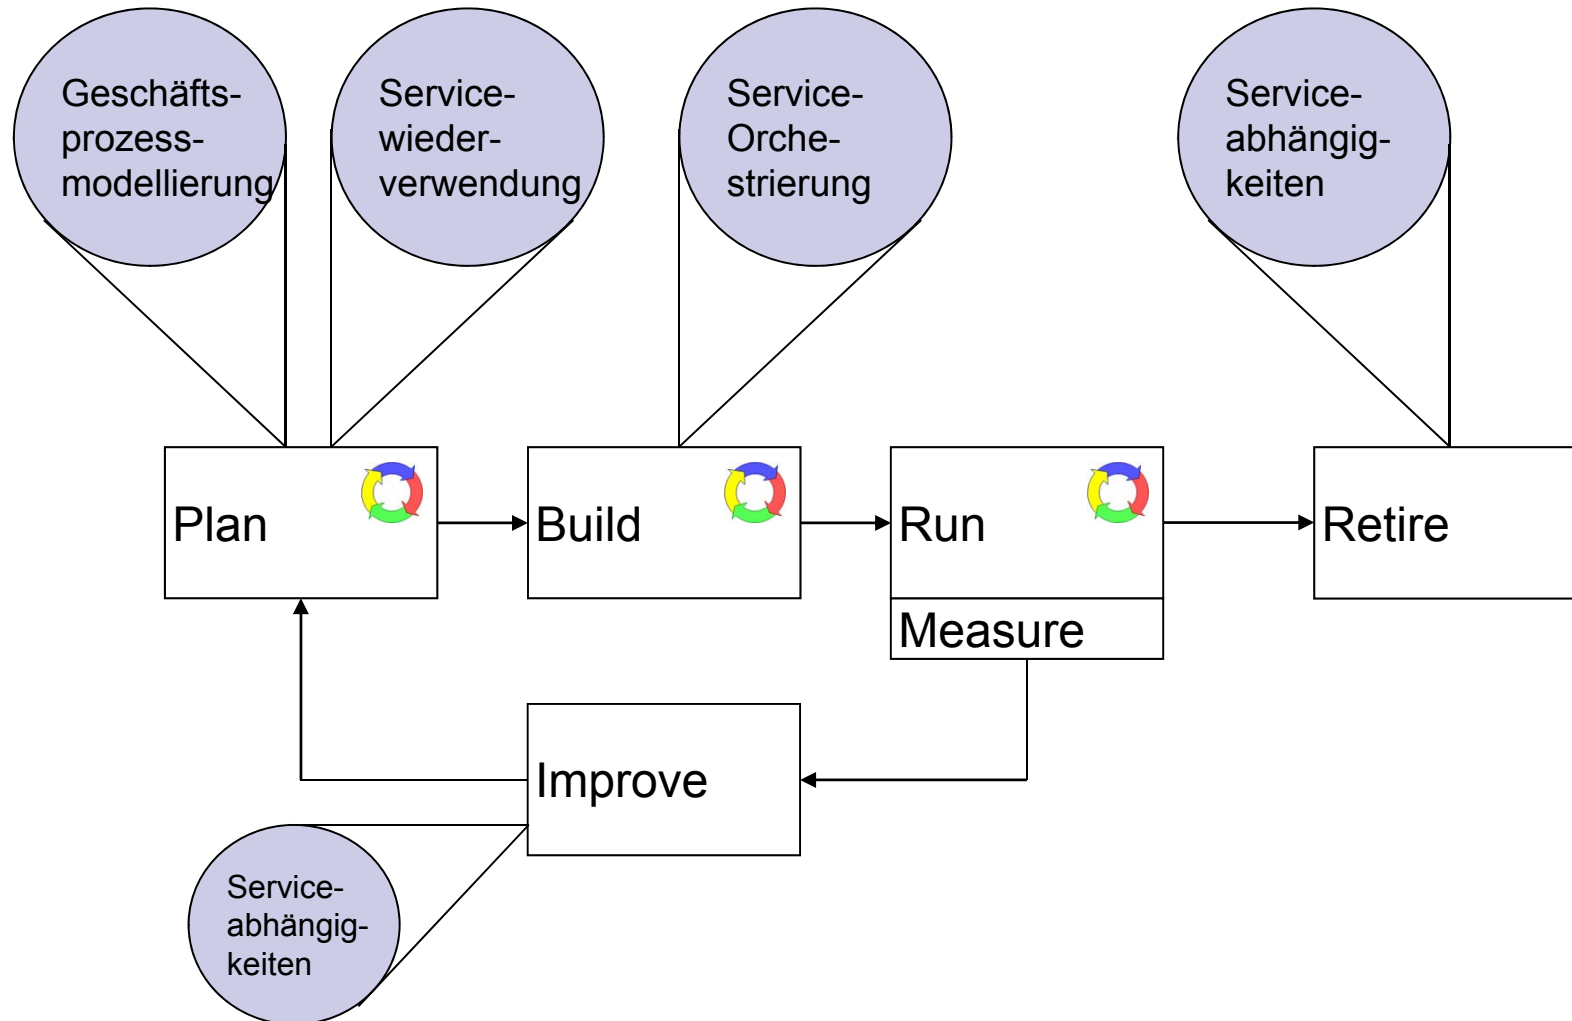 Geschäfts-
prozess-
modellierung
Service-
wieder-
verwendung
Service-
Orche-
strierung
Service-
abhängig-
keiten
Plan
Build
Run
Retire
Measure
Improve
Service-
abhängig-
keiten